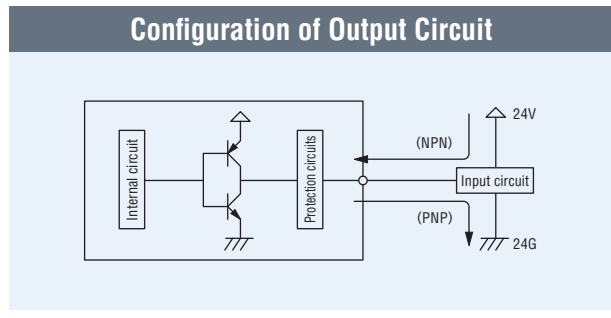 Configuration of Output Circuit
24V
(NPN)
Internal circuit
Protection circuits
Input circuit
(PNP)
24G